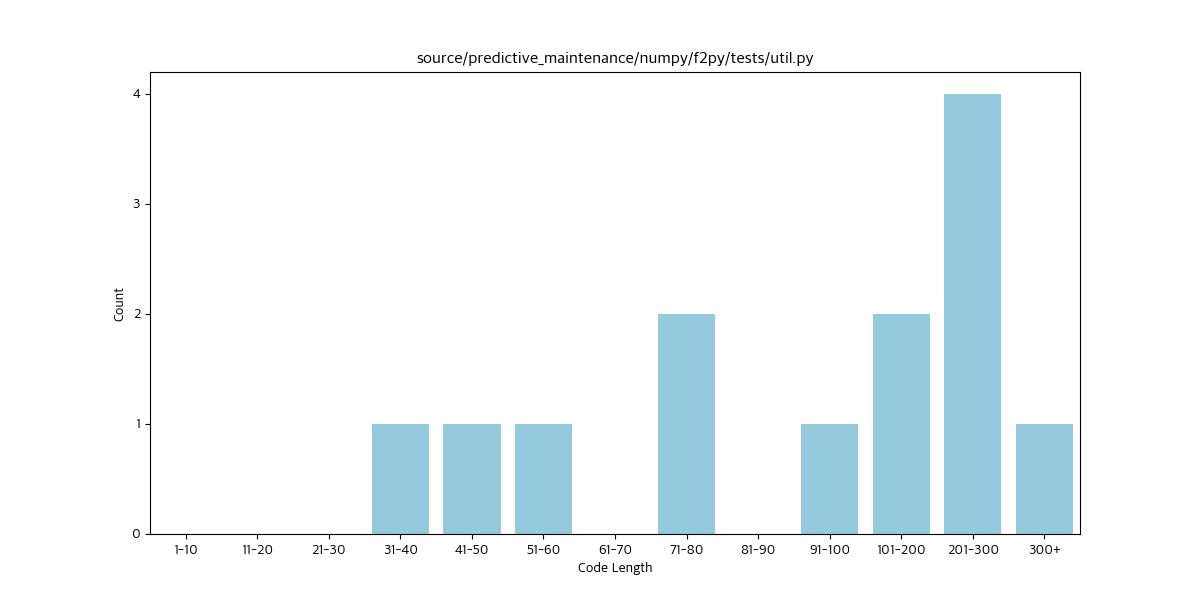 source/predictive_maintenance/numpy/f2py/tests/util.py
4
3
2
1
0
Count
1-10 11-20 21-30 31-40 41-50 51-60 61-70 71-80 81-90 91-100 101-200 201-300 300+
Code Length